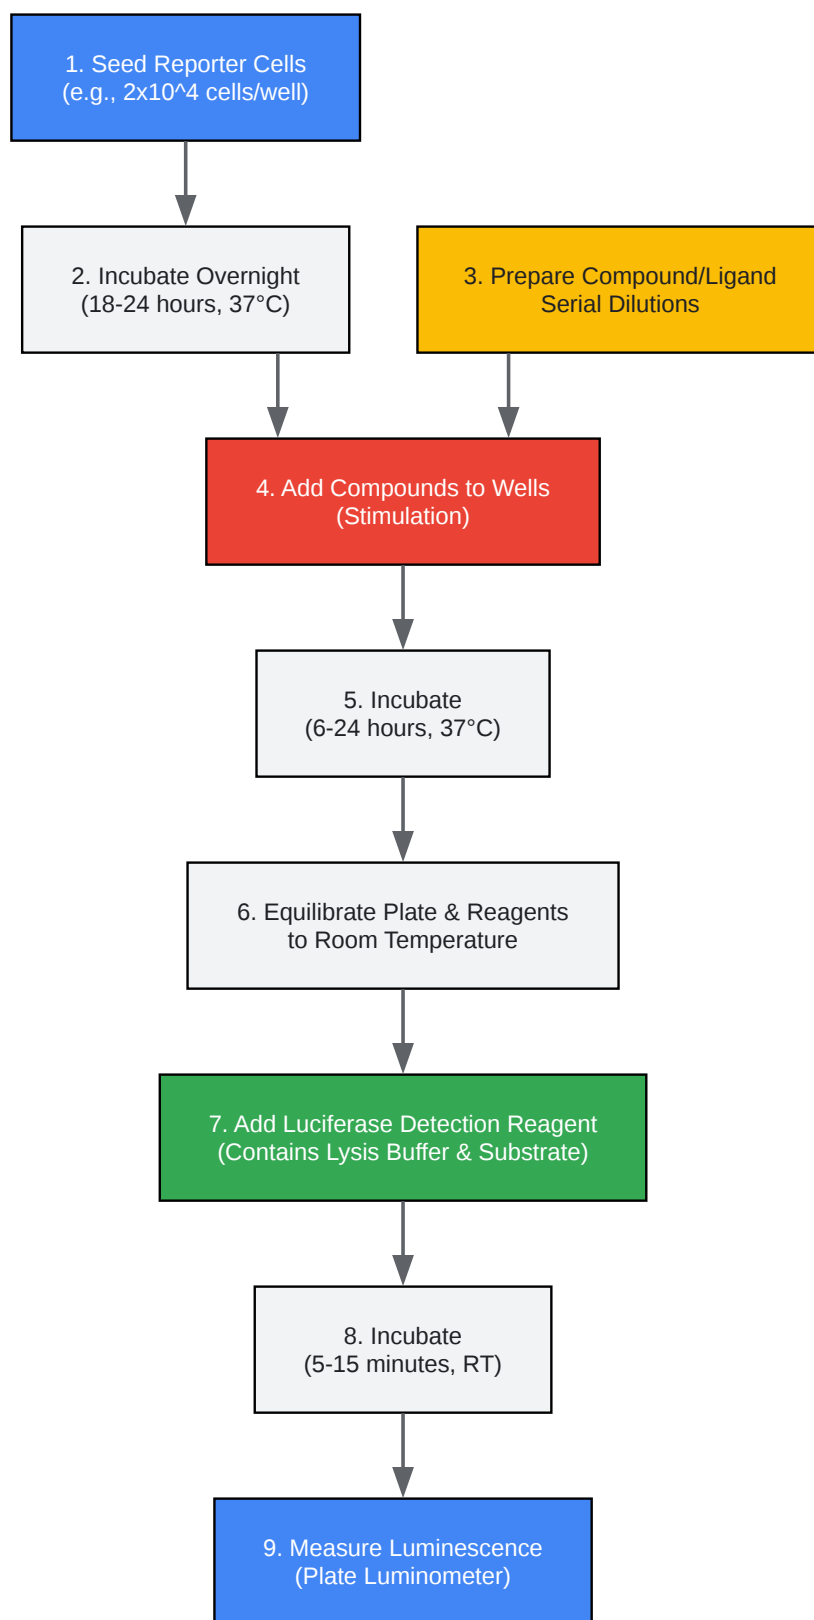 1. Seed Reporter Cells
(e.g., 2x10^4 cells/well)
2. Incubate Overnight
(18-24 hours, 37°C)
3. Prepare Compound/Ligand
Serial Dilutions
4. Add Compounds to Wells
(Stimulation)
5. Incubate
(6-24 hours, 37°C)
6. Equilibrate Plate & Reagents
to Room Temperature
7. Add Luciferase Detection Reagent
(Contains Lysis Buffer & Substrate)
8. Incubate
(5-15 minutes, RT)
9. Measure Luminescence
(Plate Luminometer)